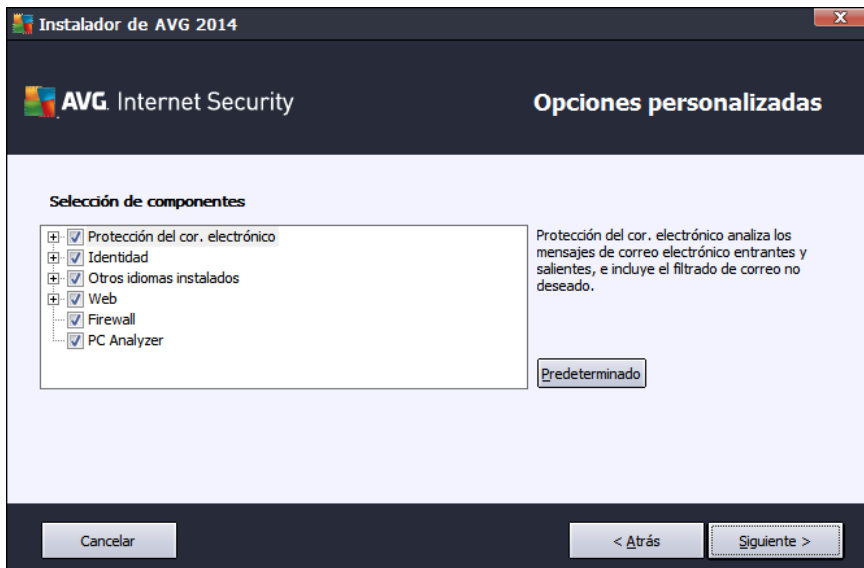 Instalador de AVG 2014
AVG. Internet Security
Opciones personalizadas
Selección de componentes
Protección del cor. electrónico
Identidad
Otros idiomas instalados
Web
Firewall
PC Analyzer
Protección del cor. electrónico analiza los
mensajes de correo electrónico entrantes y
salientes, e incluye el filtrado de correo no
deseado.
Predeterminado
Cancelar
< Atrás
Siguiente >